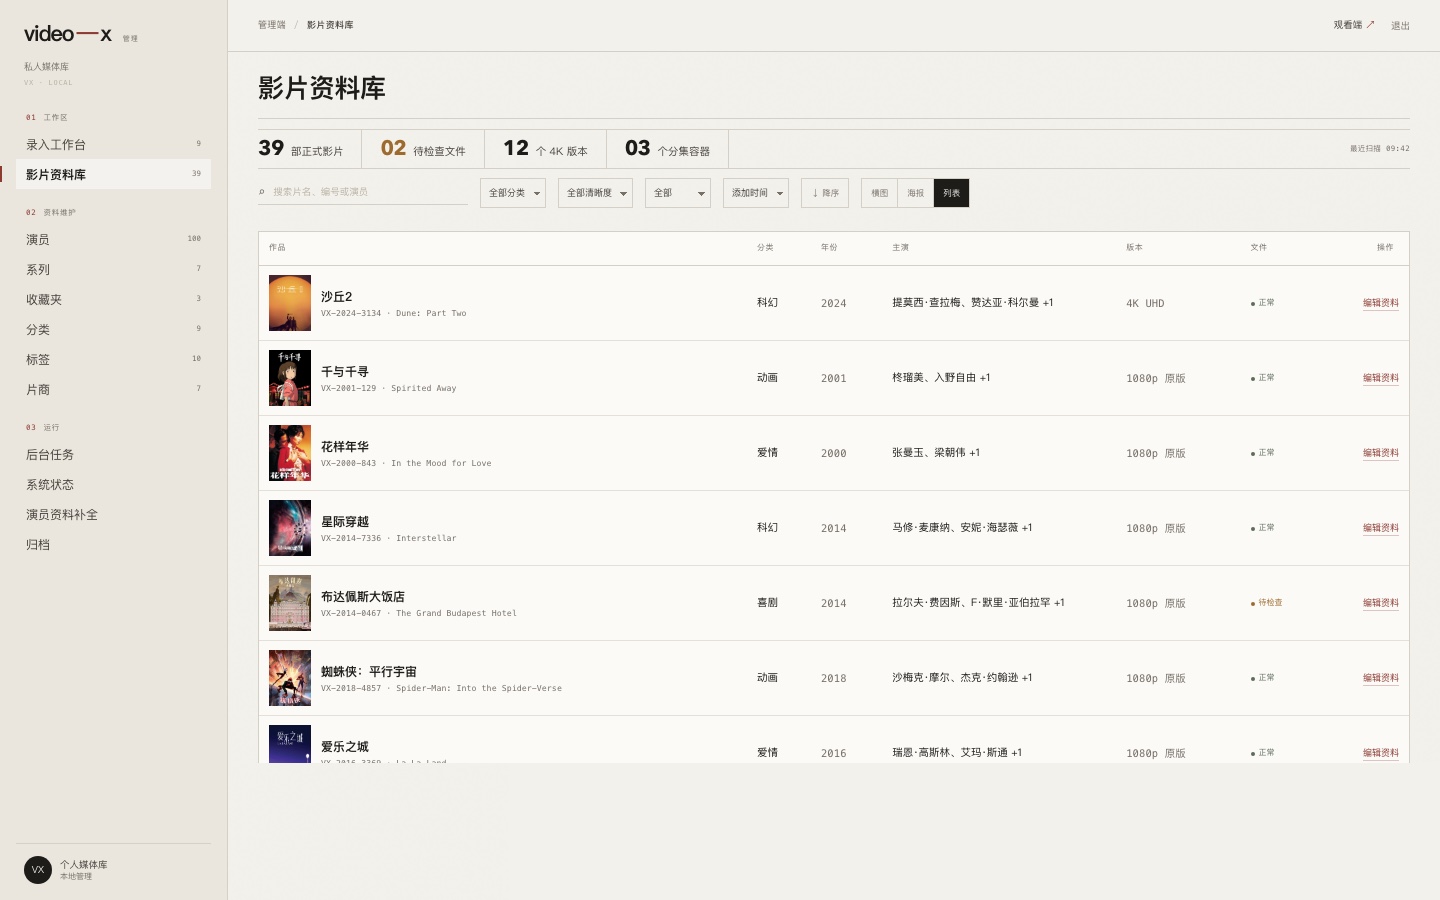 video—x 管理
私人媒体库
VX · LOCAL
01 工作区
录入工作台 9
影片资料库 39
02 资料维护
演员 100
系列 7
收藏夹 3
分类 9
标签 10
片商 7
03 运行
后台任务
系统状态
演员资料补全
归档
VX 个人媒体库
本地管理
管理端 / 影片资料库
观看端 ↗ 退出
影片资料库
39 部正式影片 02 待检查文件 12 个 4K 版本 03 个分集容器 最近扫描 09:42
搜索片名、编号或演员 全部分类 全部清晰度 全部 添加时间 ↓ 降序 横图 海报 列表
作品 分类 年份 主演 版本 文件 操作
沙丘2 科幻 2024 提莫西·查拉梅、赞达亚·科尔曼 +1 4K UHD 正常 编辑资料
VX-2024-3134 · Dune: Part Two
千与千寻
千与千寻 动画 2001 柊瑠美、入野自由 +1 1080p 原版 正常 编辑资料
VX-2001-129 · Spirited Away
花样年华
花样年华 爱情 2000 张曼玉、梁朝伟 +1 1080p 原版 正常 编辑资料
VX-2000-843 · In the Mood for Love
星际穿越 科幻 2014 马修·麦康纳、安妮·海瑟薇 +1 1080p 原版 正常 编辑资料
VX-2014-7336 · Interstellar
布达佩斯大饭店 喜剧 2014 拉尔夫·费因斯、F·默里·亚伯拉罕 +1 1080p 原版 待检查 编辑资料
VX-2014-0467 · The Grand Budapest Hotel
蜘蛛侠：平行宇宙 动画 2018 沙梅克·摩尔、杰克·约翰逊 +1 1080p 原版 正常 编辑资料
VX-2018-4857 · Spider-Man: Into the Spider-Verse
爱乐之城
爱乐之城 爱情 2016 瑞恩·高斯林、艾玛·斯通 +1 1080p 原版 正常 编辑资料